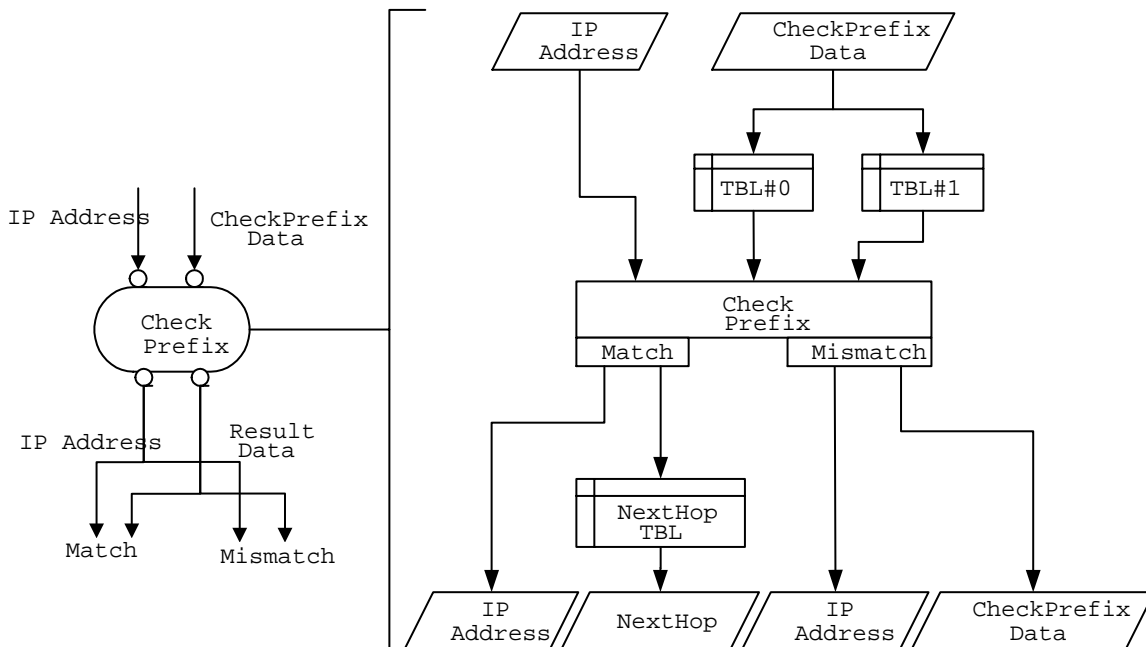 IP Address
CheckPrefix
Data
Check
Prefix
IP Address
Result
Data
Match
Mismatch
IP
Address
CheckPrefix
Data
TBL#0
TBL#1
Check
Prefix
Match
Mismatch
NextHop
TBL
IP
Address
NextHop
IP
Address
CheckPrefix
Data